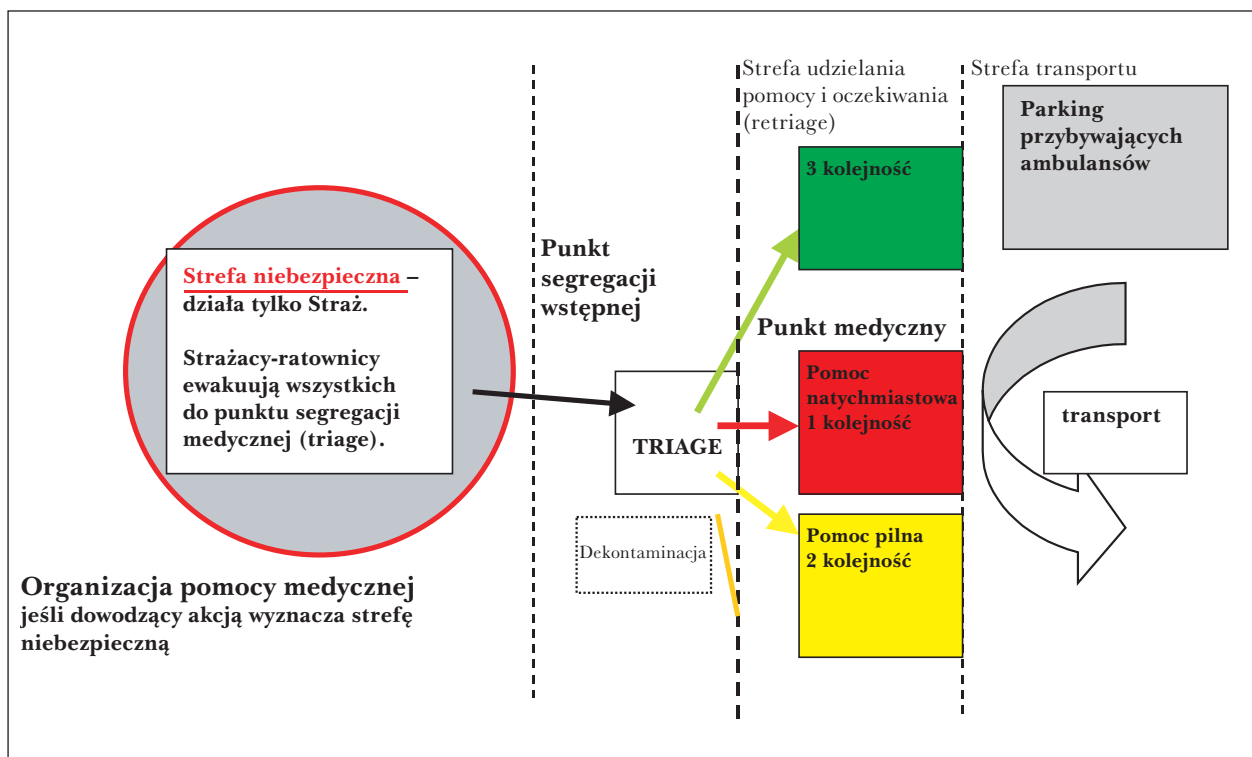 Strefa niebezpieczna –
działa tylko Straż.
Strażacy-ratownicy
ewakuują wszystkich
do punktu segregacji
medycznej (triage).
Organizacja pomocy medycznej
jeśli dowodzący akcją wyznacza strefę
niebezpieczną
Punkt
segregacji
wstępnej
TRIAGE
Dekontaminacja
Strefa udzielania
pomocy i oczekiwania
(retriage)
3 kolejność
Punkt medyczny
Pomoc
natychmiastowa
1 kolejność
Pomoc pilna
2 kolejność
Strefa transportu
Parking
przybywających
ambulansów
transport